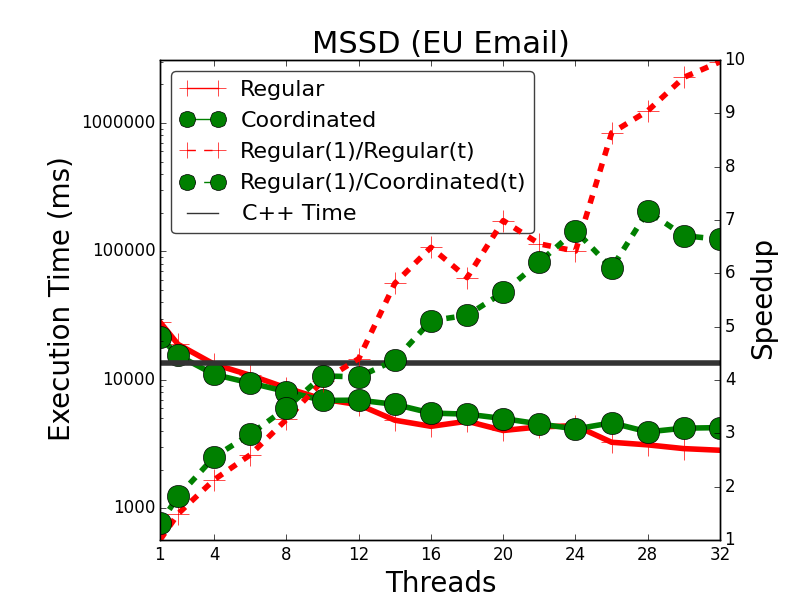 MSSD (EU Email)
Regular
Coordinated
Regular(1)/Regular(t)
Regular(1)/Coordinated(t)
C++ Time
Execution Time (ms)
1000000
100000
10000
1000
10
9
8
7
6
5
4
3
2
1
Speedup
1 4 8 12 16 20 24 28 32
Threads